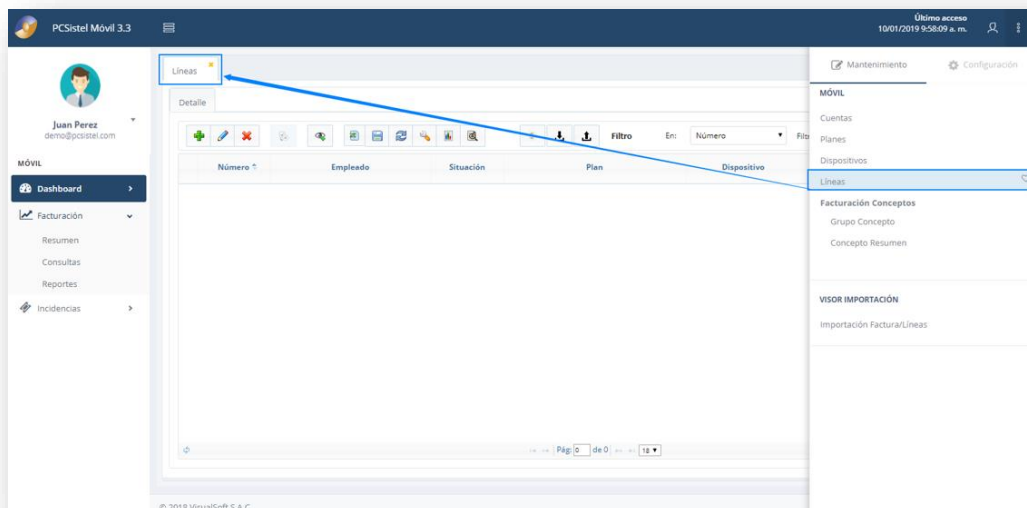 PCSistel Móvil 3.3
Último acceso
10/01/2019 9:58:09 a. m.
Juan Perez
demo@pcsistel.com
MÓVIL
Dashboard
Facturación
Resumen
Consultas
Reportes
Incidencias
Líneas
Detalle
Filtro
En:
Número
Número
Empleado
Situación
Plan
Dispositivo
Pág: 0 de 0
18
Mantenimiento
Configuración
MÓVIL
Cuentas
Planes
Dispositivos
Líneas
Facturación Conceptos
Grupo Concepto
Concepto Resumen
VISOR IMPORTACIÓN
Importación Factura/Líneas
© 2018 VirtualSoft S.A.C.